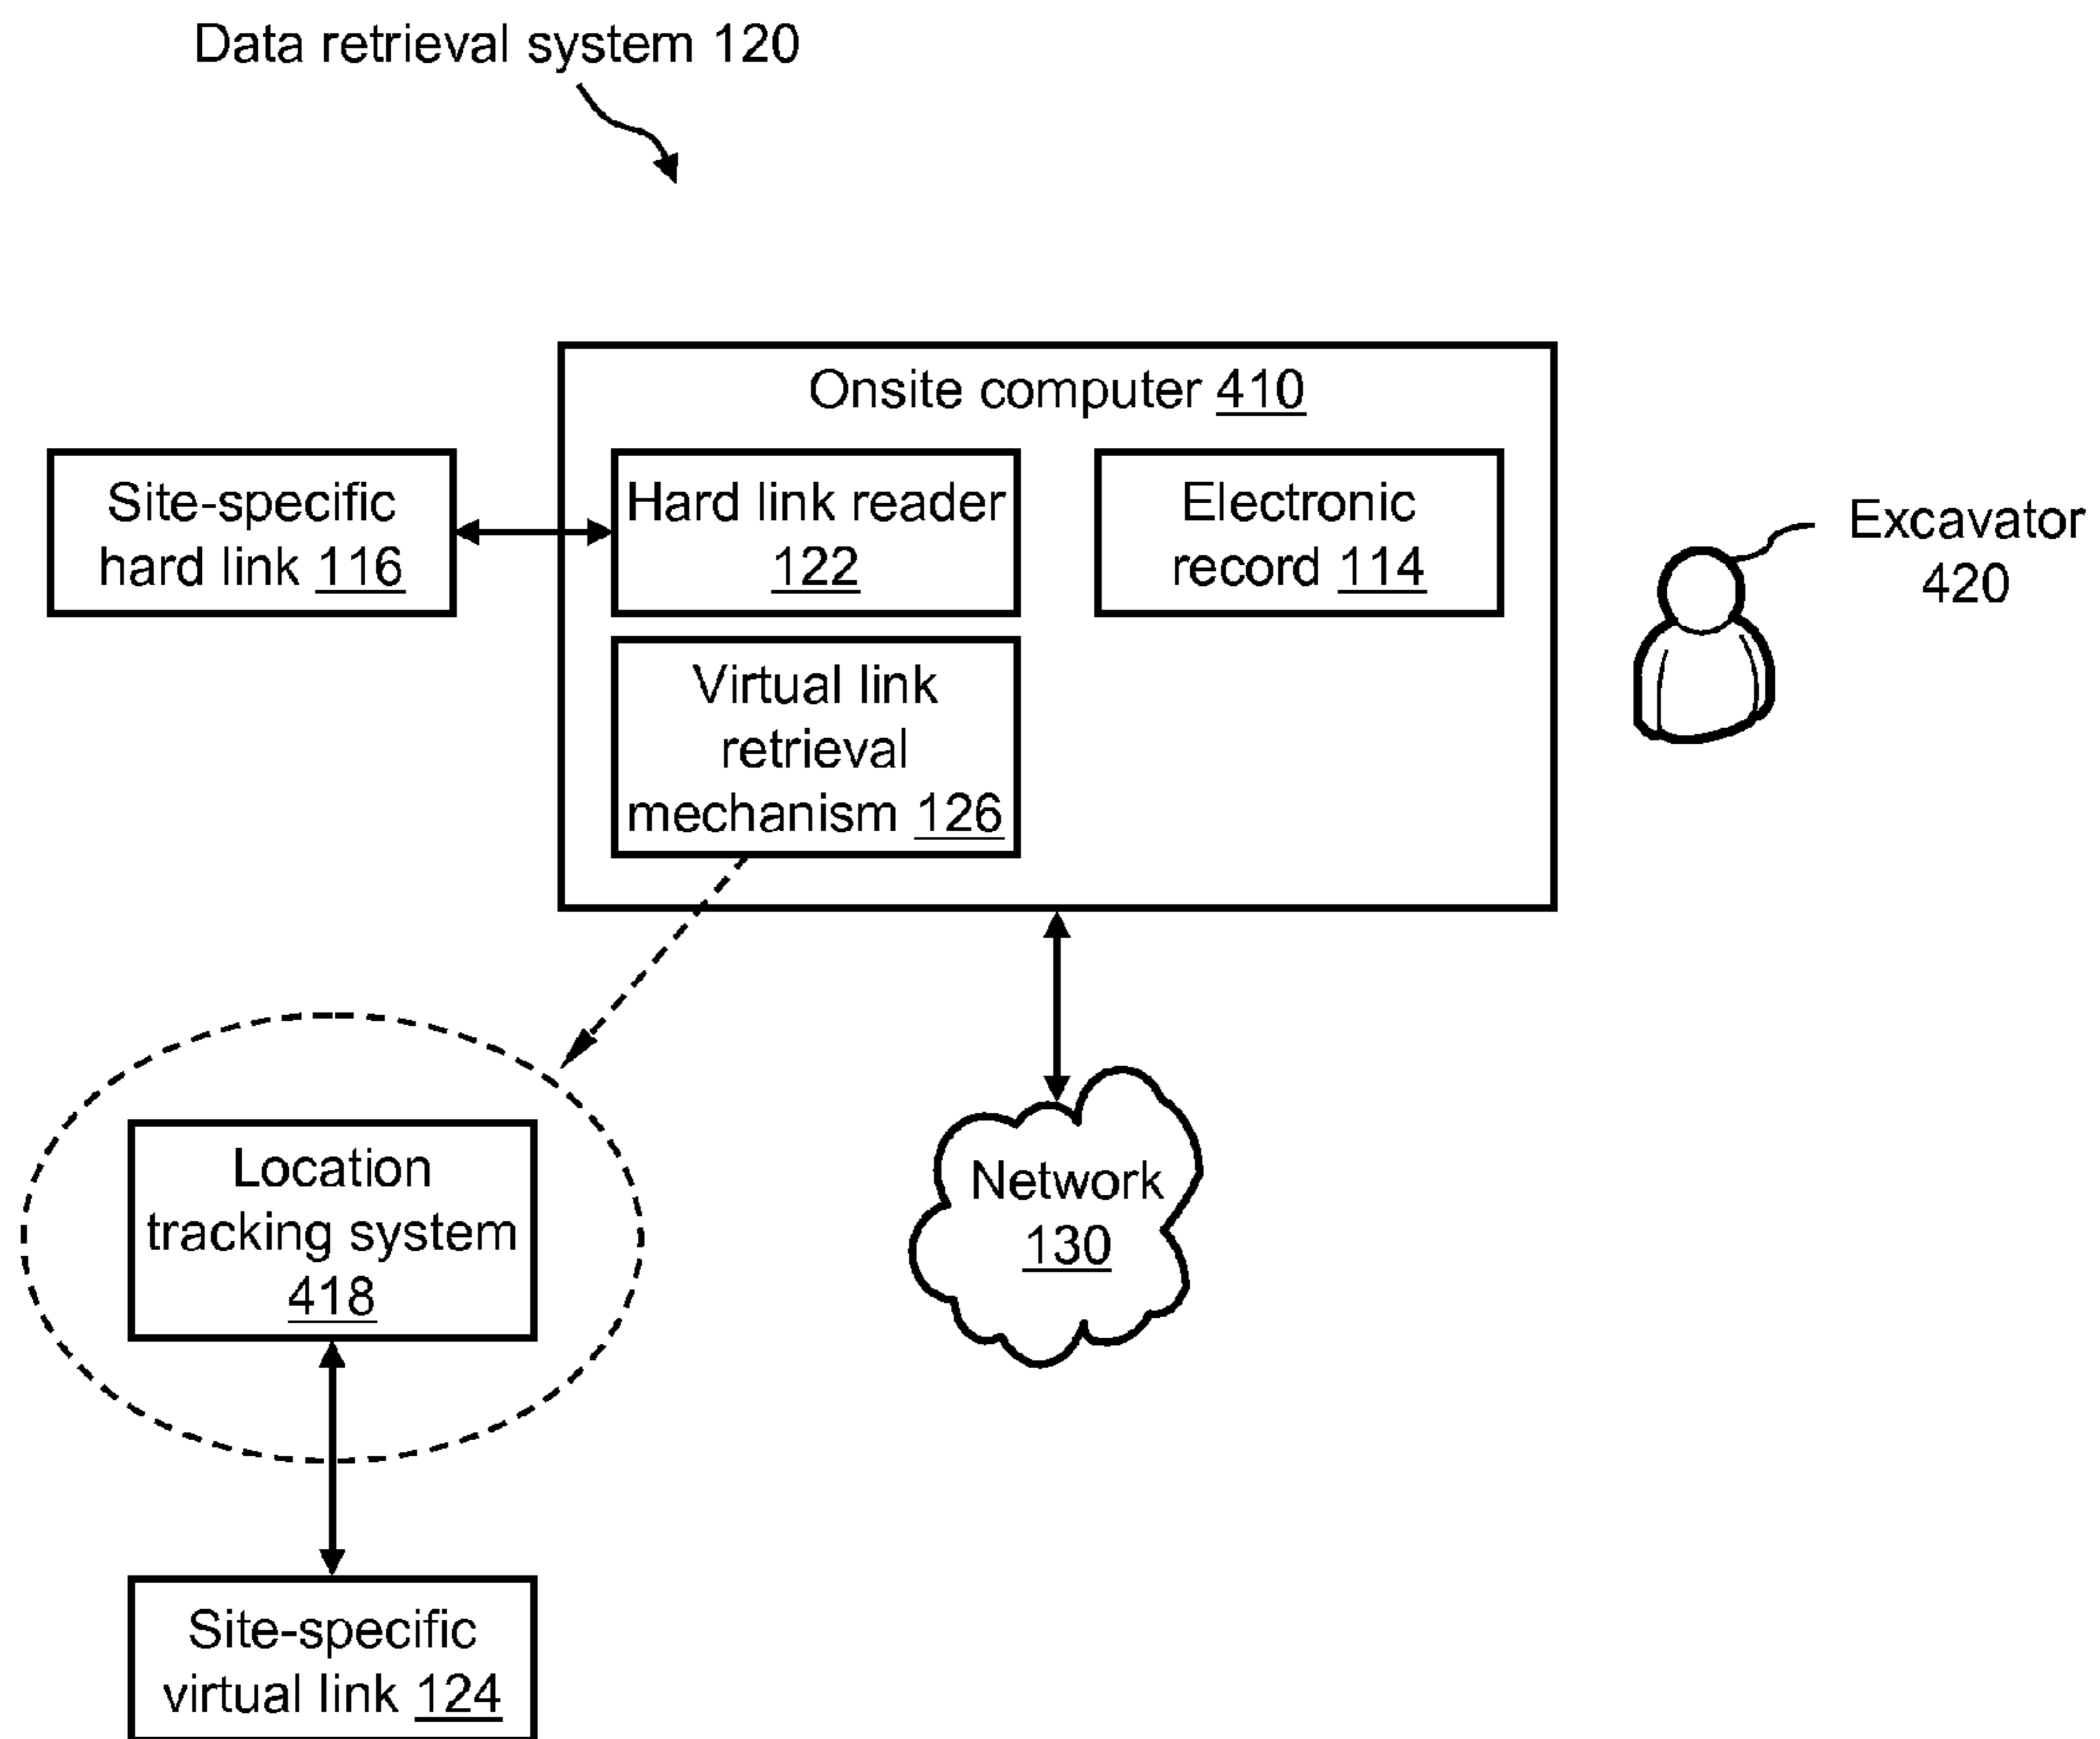 Data retrieval system 120
Onsite computer 410
Site-specific
hard link 116
Hard link reader
122
Electronic
record 114
Excavator
420
Virtual link
retrieval
mechanism 126
Location
tracking system
418
Network
130
Site-specific
virtual link 124